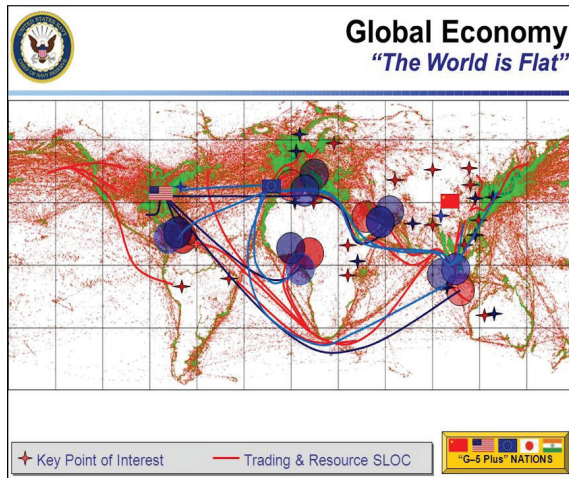 Global Economy
“The World is Flat”
Key Point of Interest
Trading & Resource SLOC
“G–5 Plus” NATIONS